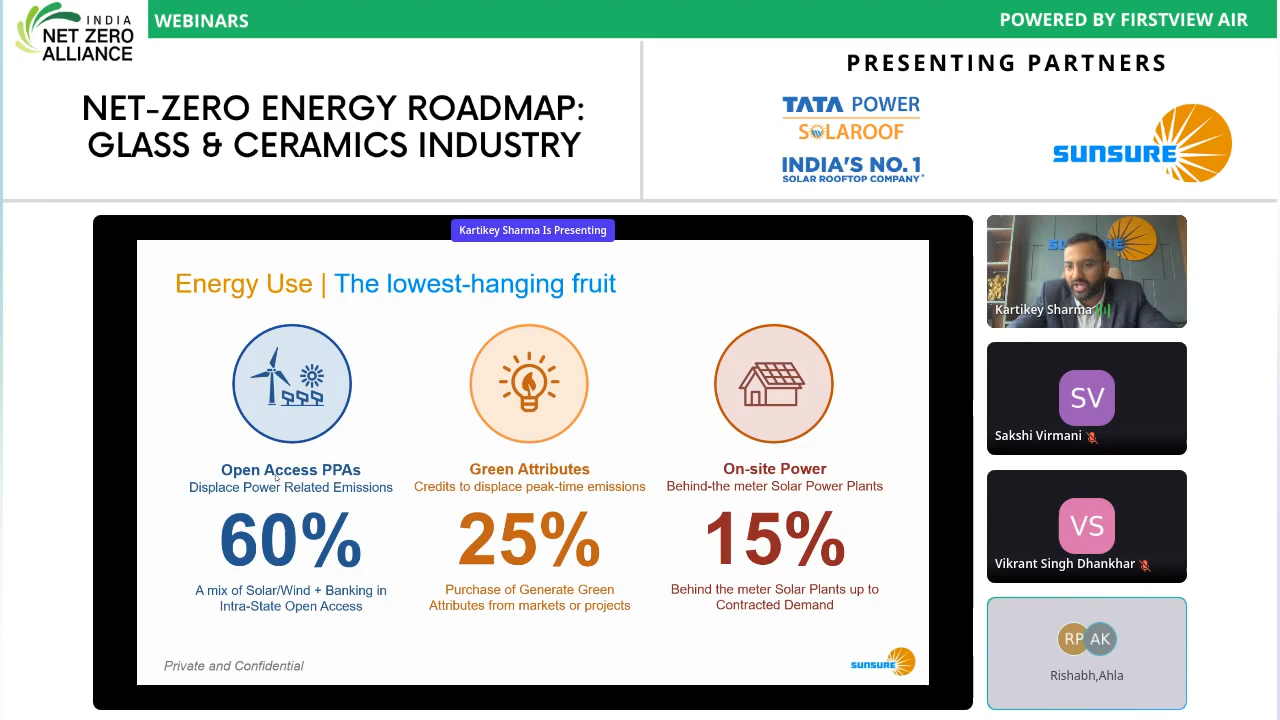 INDIA
NET ZERO
ALLIANCE
WEBINARS
POWERED BY FIRSTVIEW AIR
NET-ZERO ENERGY ROADMAP:
GLASS & CERAMICS INDUSTRY
PRESENTING PARTNERS
TATA POWER
SOLAROOF
INDIA'S NO. 1
SOLAR ROOFTOP COMPANY*
SUNSURE
Kartikey Sharma Is Presenting
Energy Use | The lowest-hanging fruit
Open Access PPAs
Displace Power Related Emissions
60%
A mix of Solar/Wind + Banking in
Intra-State Open Access
Green Attributes
Credits to displace peak-time emissions
25%
Purchase of Generate Green
Attributes from markets or projects
On-site Power
Behind-the meter Solar Power Plants
15%
Behind the meter Solar Plants up to
Contracted Demand
Private and Confidential
SUNSURE
SUNSURE
Kartikey Sharma
SV
Sakshi Virmani
VS
Vikrant Singh Dhankhar
RP AK
Rishabh,Ahla